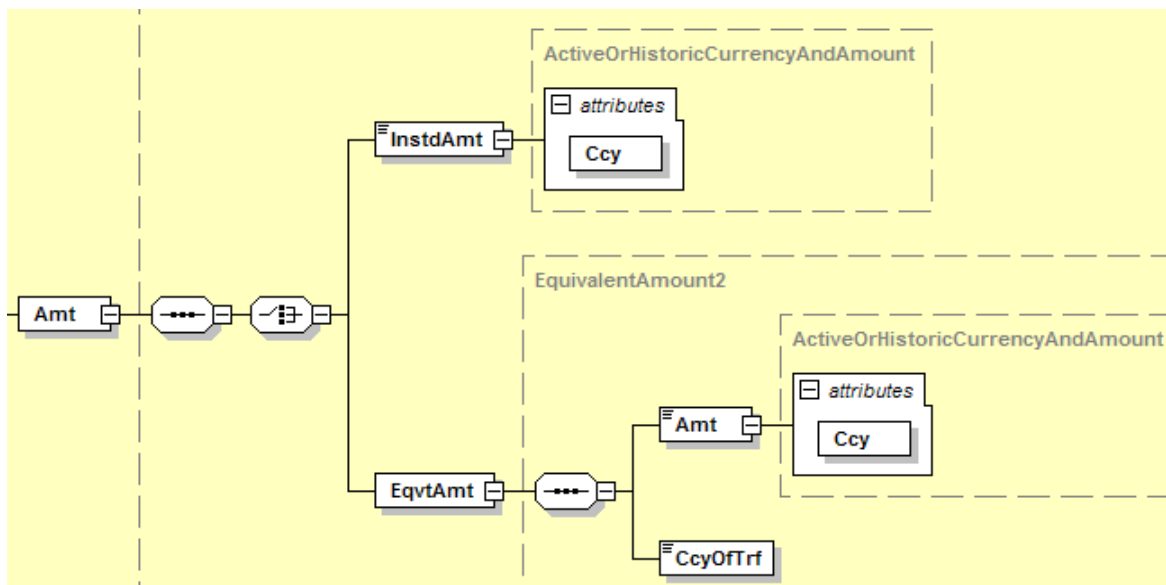 ActiveOrHistoricCurrencyAndAmount
attributes
InstdAmt
Ccy
EquivalentAmount2
Amt
ActiveOrHistoricCurrencyAndAmount
attributes
Amt
Ccy
EqvtAmt
CcyOfTrf